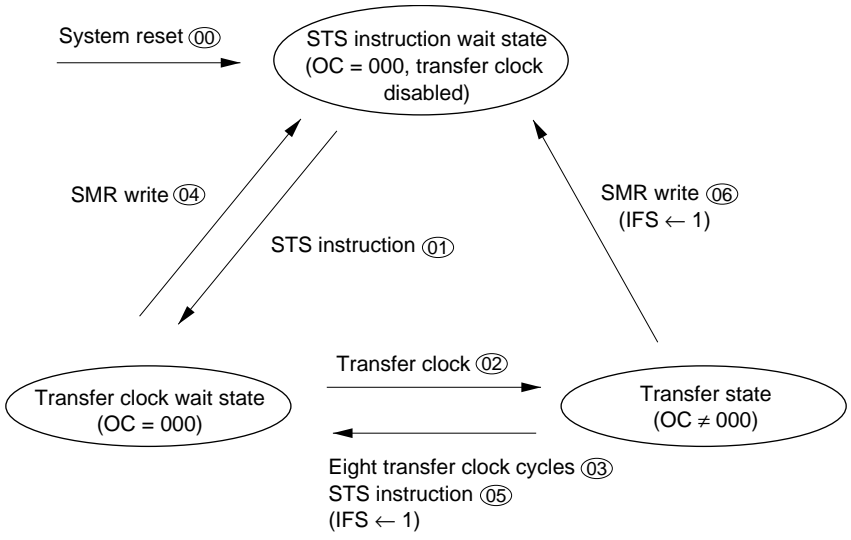 System reset 00
STS instruction wait state
(OC = 000, transfer clock
disabled)
SMR write 04
SMR write 06
(IFS ← 1)
STS instruction 01
Transfer clock 02
Transfer clock wait state
(OC = 000)
Transfer state
(OC ≠ 000)
Eight transfer clock cycles 03
STS instruction 05
(IFS ← 1)